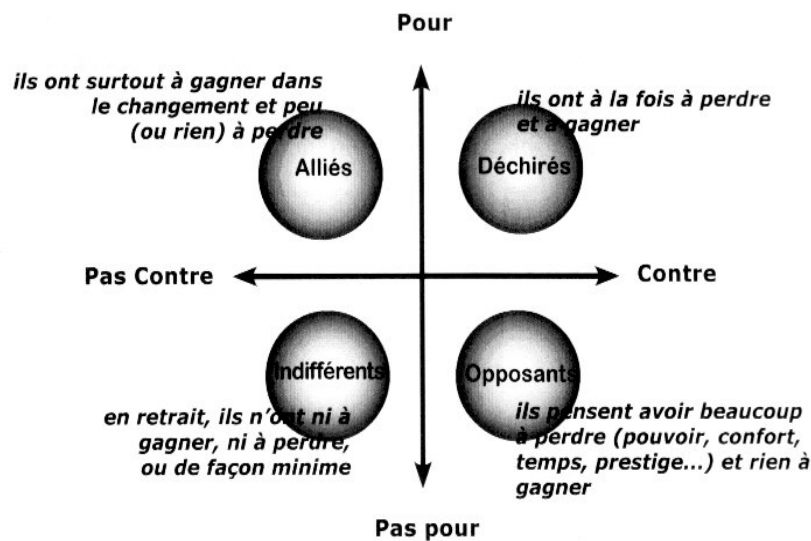 Pour
ils ont surtout à gagner dans
le changement et peu
(ou rien) à perdre
ils ont à la fois à perdre
et à gagner
Alliés
Déchirés
Pas Contre
Contre
Indifférents
Opposants
en retrait, ils n'ont ni à
gagner, ni à perdre,
ou de façon minime
ils pensent avoir beaucoup
à perdre (pouvoir, confort,
temps, prestige...) et rien à
gagner
Pas pour